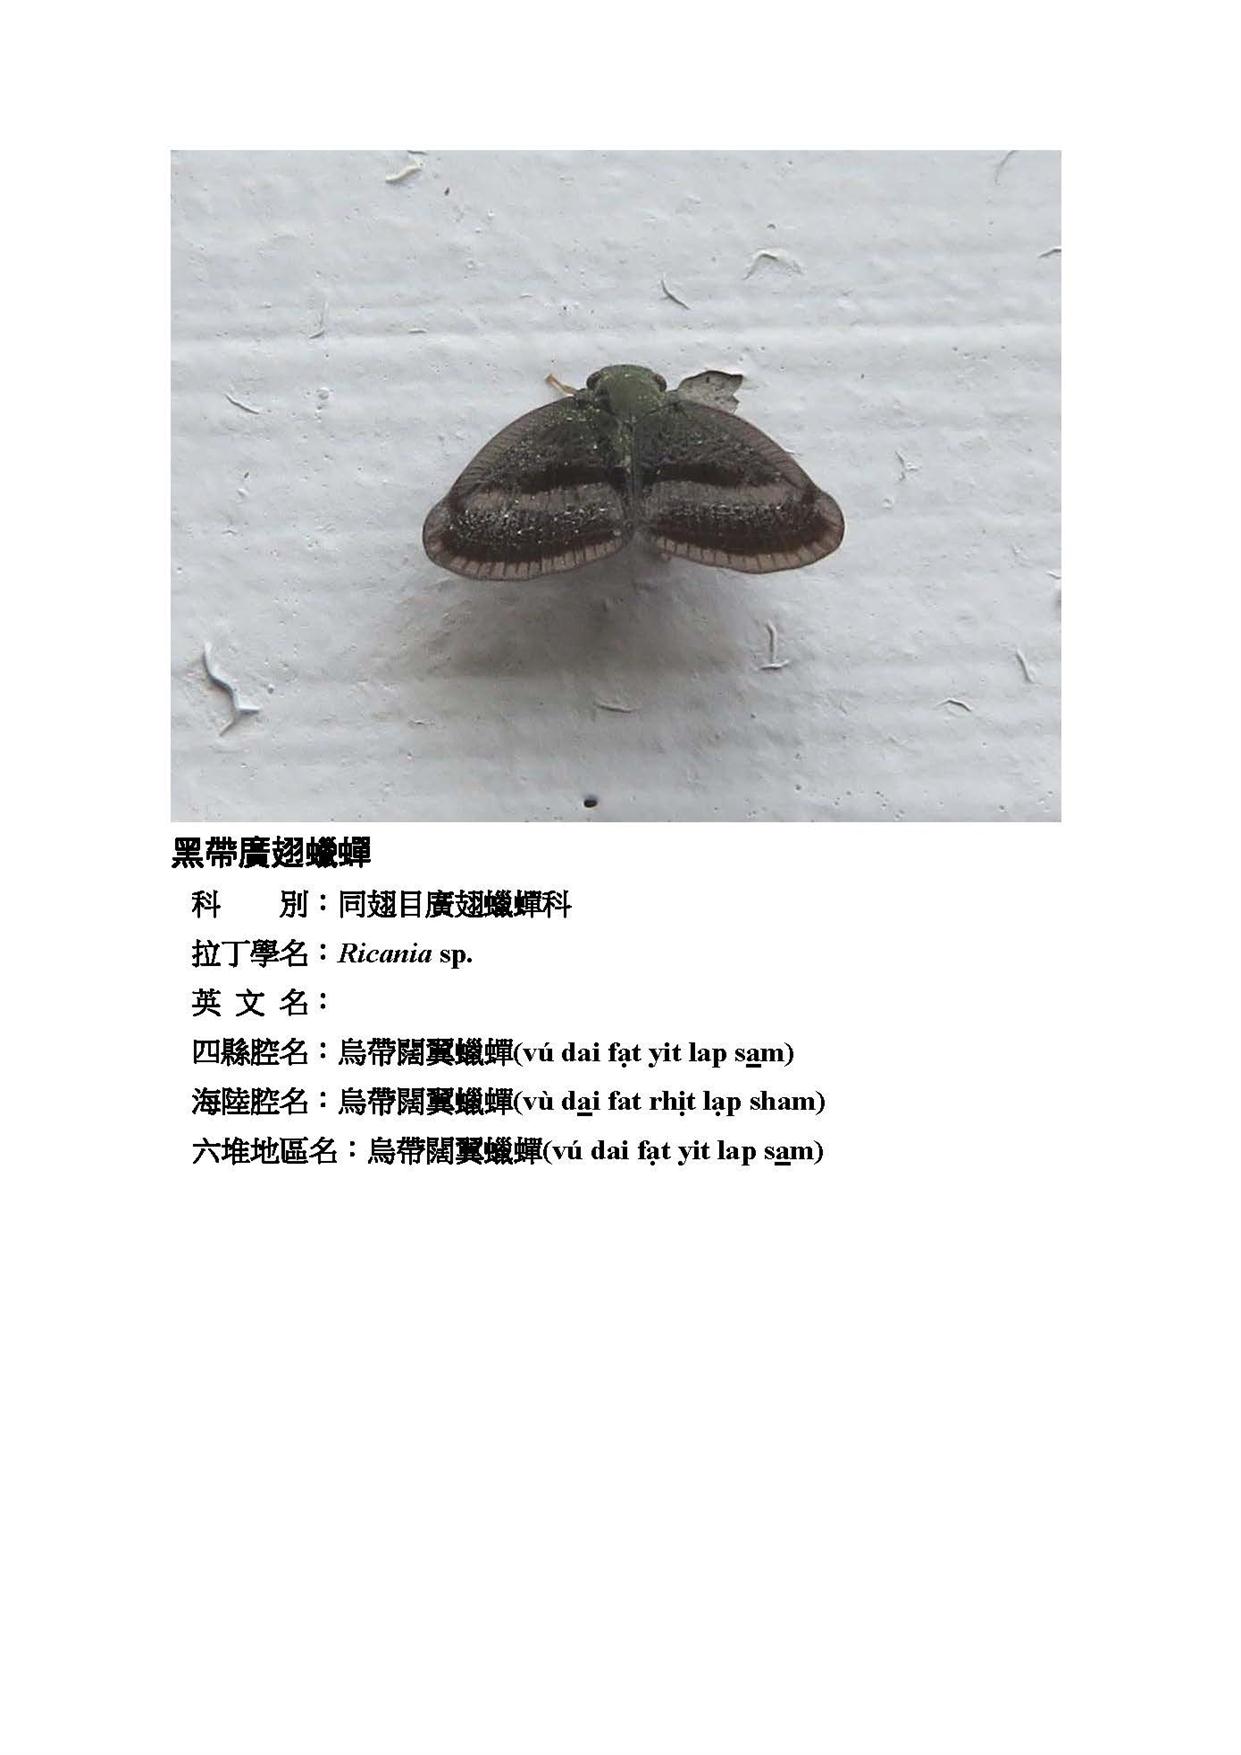 黑帶廣翅蠟蟬
科　　別：同翅目廣翅蠟蟬科
拉丁學名：Ricania sp.
英 文 名：
四縣腔名：烏帶闊翼蠟蟬(vú dai fạt yit lap sa̲m)
海陸腔名：烏帶闊翼蠟蟬(vù da̲i fat rhịt lạp sham)
六堆地區名：烏帶闊翼蠟蟬(vú dai fạt yit lap sa̲m)